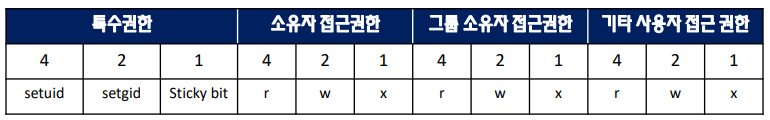 특수권한 소유자 접근권한 그룹 소유자 접근권한 기타 사용자 접근 권한
4 2 1 4 2 1 4 2 1 4 2 1
setuid setgid Sticky bit r w x r w x r w x